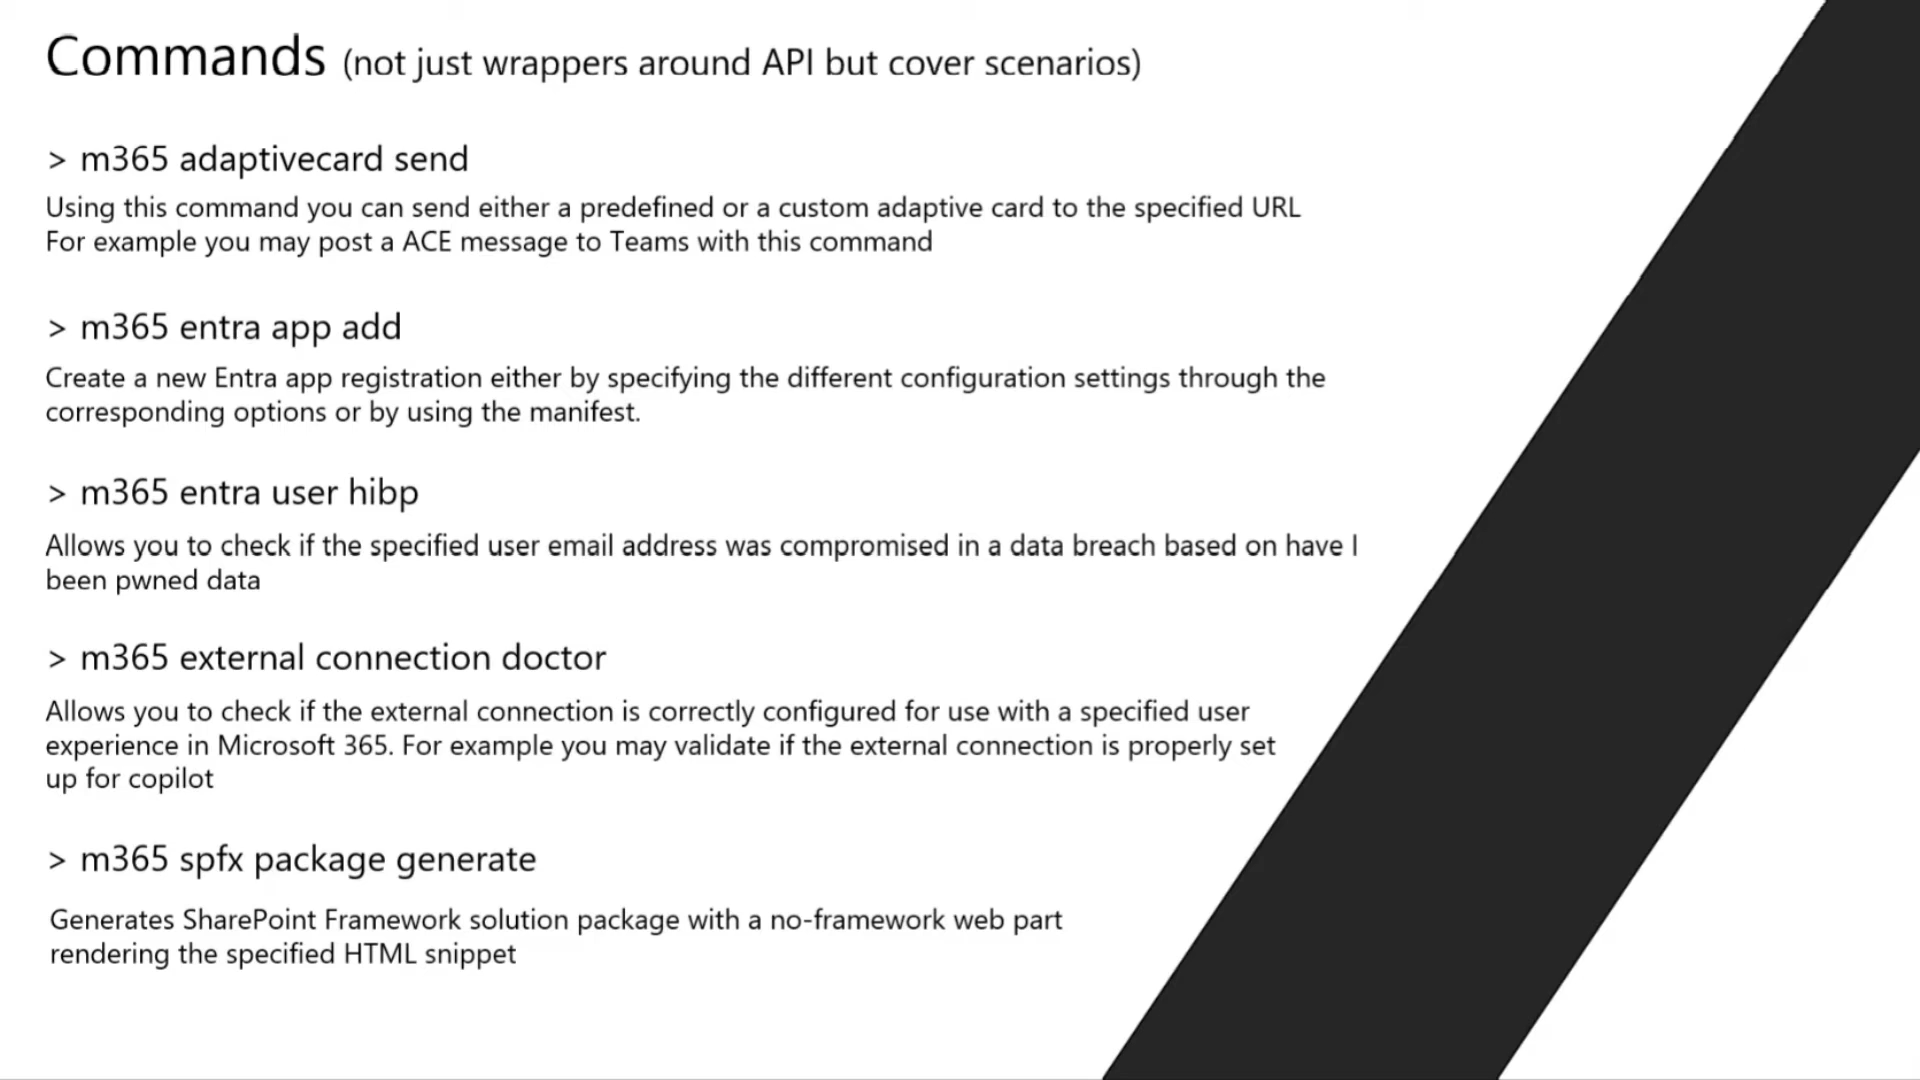 Commands (not just wrappers around API but cover scenarios)
> m365 adaptivecard send
Using this command you can send either a predefined or a custom adaptive card to the specified URL
For example you may post a ACE message to Teams with this command
> m365 entra app add
Create a new Entra app registration either by specifying the different configuration settings through the
corresponding options or by using the manifest.
> m365 entra user hibp
Allows you to check if the specified user email address was compromised in a data breach based on have I
been pwned data
> m365 external connection doctor
Allows you to check if the external connection is correctly configured for use with a specified user
experience in Microsoft 365. For example you may validate if the external connection is properly set
up for copilot
> m365 spfx package generate
Generates SharePoint Framework solution package with a no-framework web part
rendering the specified HTML snippet